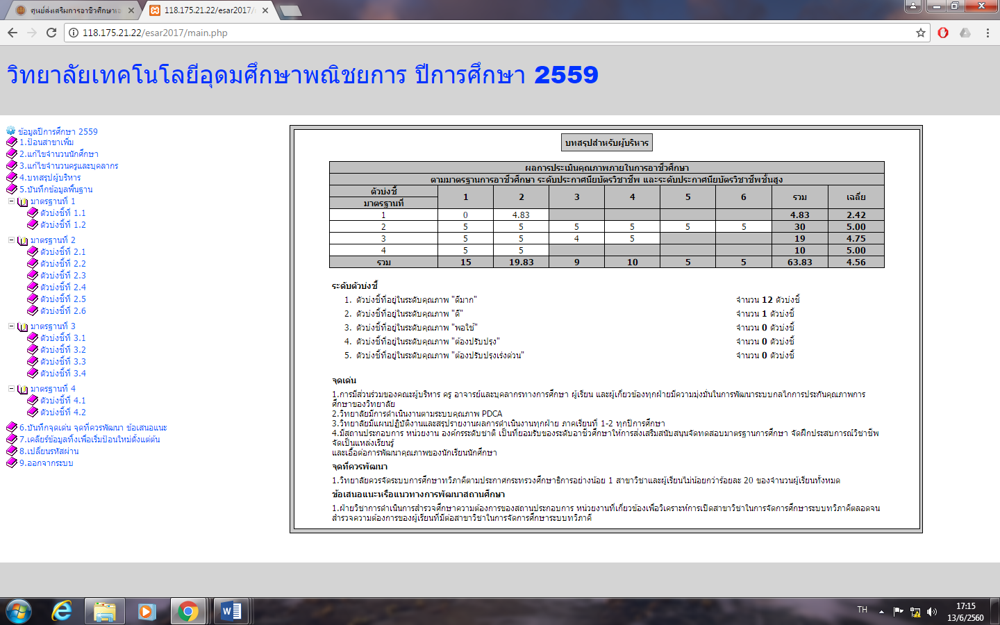 ศูนย์ส่งเสริมการอาชีวศึกษาเอ
118.175.21.22/esar2017/
118.175.21.22/esar2017/main.php
วิทยาลัยเทคโนโลยีอุดมศึกษาพณิชยการ ปีการศึกษา 2559
ข้อมูลปีการศึกษา 2559
1.ป้อนสาขาเพิ่ม
2.แก้ไขจำนวนนักศึกษา
3.แก้ไขจำนวนครูและบุคลากร
4.บทสรุปผู้บริหาร
5.บันทึกข้อมูลพื้นฐาน
มาตรฐานที่ 1
ตัวบ่งชี้ที่ 1.1
ตัวบ่งชี้ที่ 1.2
มาตรฐานที่ 2
ตัวบ่งชี้ที่ 2.1
ตัวบ่งชี้ที่ 2.2
ตัวบ่งชี้ที่ 2.3
ตัวบ่งชี้ที่ 2.4
ตัวบ่งชี้ที่ 2.5
ตัวบ่งชี้ที่ 2.6
มาตรฐานที่ 3
ตัวบ่งชี้ที่ 3.1
ตัวบ่งชี้ที่ 3.2
ตัวบ่งชี้ที่ 3.3
ตัวบ่งชี้ที่ 3.4
มาตรฐานที่ 4
ตัวบ่งชี้ที่ 4.1
ตัวบ่งชี้ที่ 4.2
6.บันทึกจุดเด่น จุดที่ควรพัฒนา ข้อเสนอแนะ
7.เคลียร์ข้อมูลทิ้งเพื่อเริ่มป้อนใหม่ตั้งแต่ต้น
8.เปลี่ยนรหัสผ่าน
9.ออกจากระบบ
บทสรุปสำหรับผู้บริหาร
ผลการประเมินคุณภาพภายในการอาชีวศึกษา
ตามมาตรฐานการอาชีวศึกษา ระดับประกาศนียบัตรวิชาชีพ และระดับประกาศนียบัตรวิชาชีพชั้นสูง
ตัวบ่งชี้ 1 2 3 4 5 6 รวม เฉลี่ย
มาตรฐานที่
1 0 4.83 4.83 2.42
2 5 5 5 5 5 5 30 5.00
3 5 5 4 5 19 4.75
4 5 5 10 5.00
รวม 15 19.83 9 10 5 5 63.83 4.56
ระดับตัวบ่งชี้
1. ตัวบ่งชี้ที่อยู่ในระดับคุณภาพ "ดีมาก" จำนวน 12 ตัวบ่งชี้
2. ตัวบ่งชี้ที่อยู่ในระดับคุณภาพ "ดี" จำนวน 1 ตัวบ่งชี้
3. ตัวบ่งชี้ที่อยู่ในระดับคุณภาพ "พอใช้" จำนวน 0 ตัวบ่งชี้
4. ตัวบ่งชี้ที่อยู่ในระดับคุณภาพ "ต้องปรับปรุง" จำนวน 0 ตัวบ่งชี้
5. ตัวบ่งชี้ที่อยู่ในระดับคุณภาพ "ต้องปรับปรุงเร่งด่วน" จำนวน 0 ตัวบ่งชี้
จุดเด่น
1.การมีส่วนร่วมของคณะผู้บริหาร ครู อาจารย์และบุคลากรทางการศึกษา ผู้เรียน และผู้เกี่ยวข้องทุกฝ่ายมีความมุ่งมั่นในการพัฒนาระบบกลไกการประกันคุณภาพการ
ศึกษาของวิทยาลัย
2.วิทยาลัยมีการดำเนินงานตามระบบคุณภาพ PDCA
3.วิทยาลัยมีแผนปฏิบัติงานและสรุปรายงานผลการดำเนินงานทุกฝ่าย ภาคเรียนที่ 1-2 ทุกปีการศึกษา
4.มีสถานประกอบการ หน่วยงาน องค์กรระดับชาติ เป็นที่ยอมรับของระดับอาชีวศึกษาให้การส่งเสริมสนับสนุนจัดทดสอบมาตรฐานการศึกษา จัดฝึกประสบการณ์วิชาชีพ
จัดเป็นแหล่งเรียนรู้
และเอื้อต่อการพัฒนาคุณภาพของนักเรียนนักศึกษา
จุดที่ควรพัฒนา
1.วิทยาลัยควรจัดระบบการศึกษาทวิภาคีตามประกาศกระทรวงศึกษาธิการอย่างน้อย 1 สาขาวิชาและผู้เรียนไม่น้อยกว่าร้อยละ 20 ของจำนวนผู้เรียนทั้งหมด
ข้อเสนอแนะหรือแนวทางการพัฒนาสถานศึกษา
1.ฝ่ายวิชาการดำเนินการสำรวจศึกษาความต้องการของสถานประกอบการ หน่วยงานที่เกี่ยวข้องเพื่อวิเคราะห์การเปิดสาขาวิชาในการจัดการศึกษาระบบทวิภาคีตลอดจน
สำรวจความต้องการของผู้เรียนที่มีต่อสาขาวิชาในการจัดการศึกษาระบบทวิภาคี
TH
17:15
13/6/2560